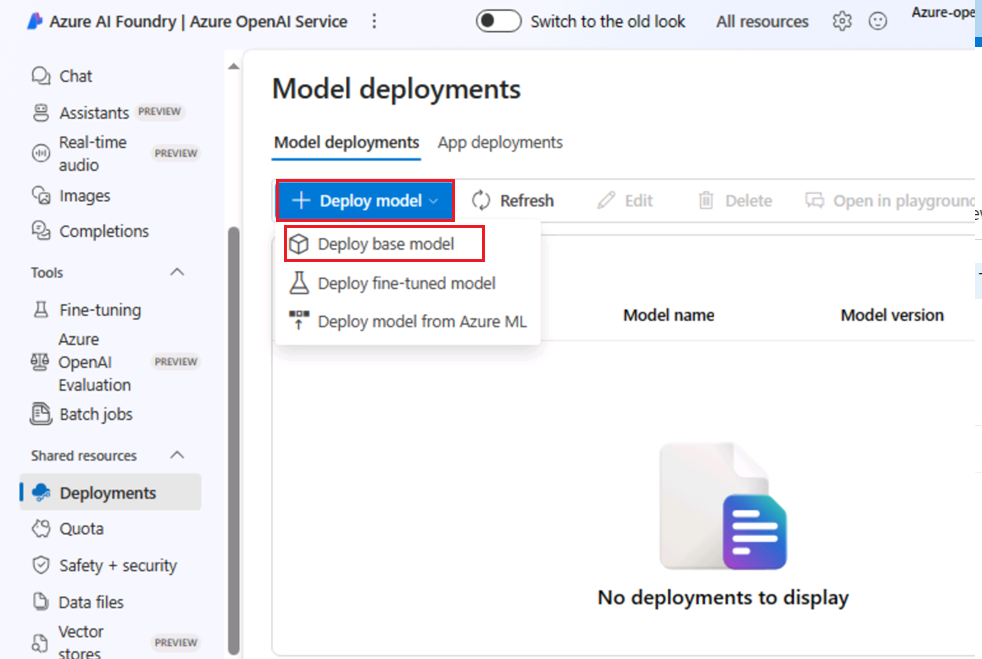 Azure AI Foundry | Azure OpenAI Service
Switch to the old look
All resources
Azure-ope
Chat
Assistants PREVIEW
Real-time
audio
PREVIEW
Images
Completions
Tools
Fine-tuning
Azure
OpenAI
Evaluation
PREVIEW
Batch jobs
Shared resources
Deployments
Quota
Safety + security
Data files
Vector
stores
PREVIEW
Model deployments
Model deployments
App deployments
Deploy model
Refresh
Edit
Delete
Open in playground
Deploy base model
Deploy fine-tuned model
Deploy model from Azure ML
Model name
Model version
No deployments to display